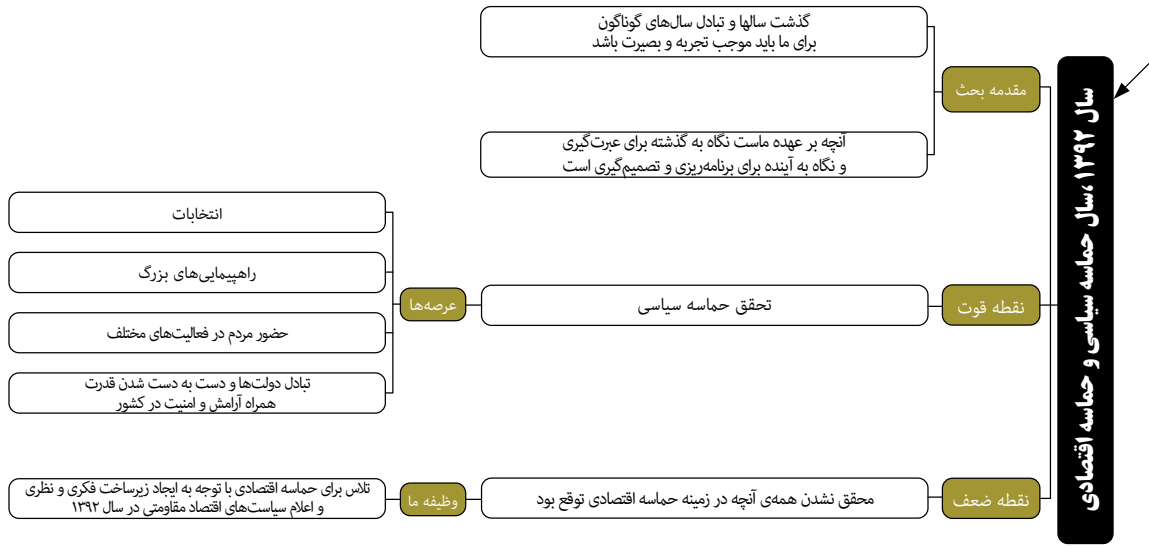 سال ۱۳۹۲ ،سال حماسه سیاسی و حماسه اقتصادی
مقدمه بحث
گذشت سالها و تبادل سال‌های گوناگون
برای ما باید موجب تجربه و بصیرت باشد
آنچه بر عهده ماست نگاه به گذشته برای عبرت‌گیری
و نگاه به آینده برای برنامه‌ریزی و تصمیم‌گیری است
نقطه قوت
تحقق حماسه سیاسی
عرصه‌ها
انتخابات
راهپیمایی‌های بزرگ
حضور مردم در فعالیت‌های مختلف
تبادل دولت‌ها و دست به دست شدن قدرت
همراه آرامش و امنیت در کشور
نقطه ضعف
محقق نشدن همه‌ی آنچه در زمینه حماسه اقتصادی توقع بود
وظیفه ما
تلاس برای حماسه اقتصادی با توجه به ایجاد زیرساخت فکری و نظری
و اعلام سیاست‌های اقتصاد مقاومتی در سال ۱۳۹۲